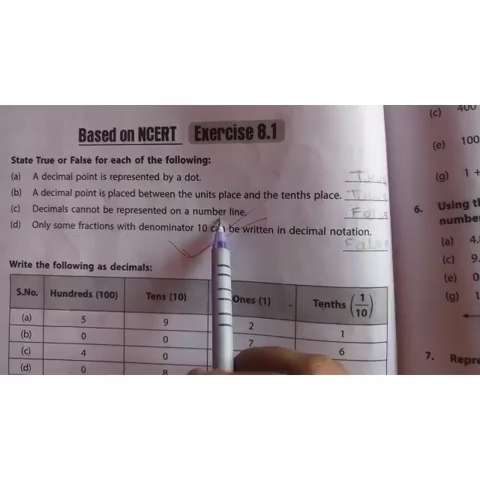 Based on NCERT Exercise 8.1
State True or False for each of the following:
(a) A decimal point is represented by a dot. True
(b) A decimal point is placed between the units place and the tenths place. True
(c) Decimals cannot be represented on a number line. False
(d) Only some fractions with denominator 10 can be written in decimal notation.
False
Write the following as decimals:
S.No. Hundreds (100) Tens (10) Ones (1) Tenths (1/10)
(a) 5 9 2 1
(b) 0 0 7 6
(c) 4 0
(d) 0 8
(c) 400
(e) 100
(g) 1 +
6. Using
number
(a) 4.
(c) 9.
(e) 0
(g) 1
7. Repre